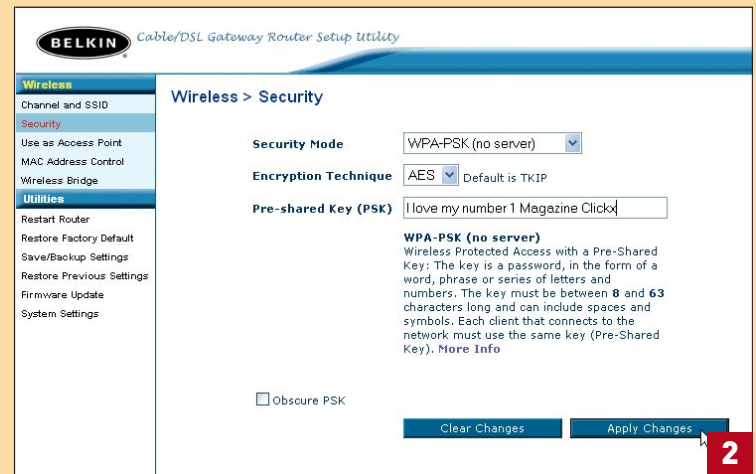 BELKIN Cable/DSL Gateway Router Setup Utility
Wireless
Channel and SSID
Security
Use as Access Point
MAC Address Control
Wireless Bridge
Utilities
Restart Router
Restore Factory Default
Save/Backup Settings
Restore Previous Settings
Firmware Update
System Settings
Wireless > Security
Security Mode WPA-PSK (no server)
Encryption Technique AES Default is TKIP
Pre-shared Key (PSK) I love my number 1 Magazine Clickx
WPA-PSK (no server)
Wireless Protected Access with a Pre-Shared
Key: The key is a password, in the form of a
word, phrase or series of letters and
numbers. The key must be between 8 and 63
characters long and can include spaces and
symbols. Each client that connects to the
network must use the same key (Pre-Shared
Key). More Info
Obscure PSK
Clear Changes Apply Changes
2